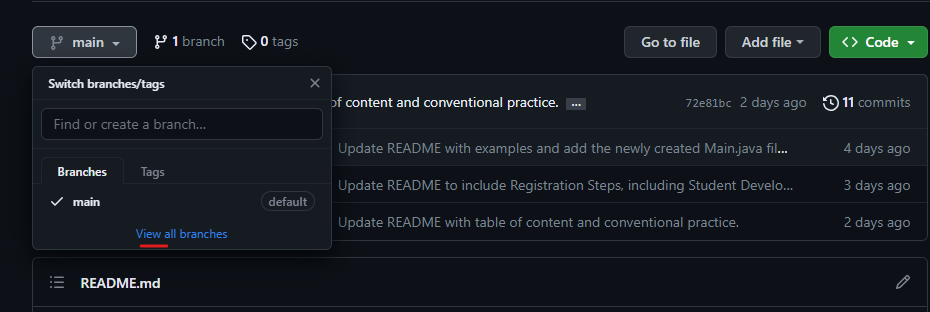 main
1 branch
0 tags
Go to file
Add file
Code
Switch branches/tags
Find or create a branch...
Branches
Tags
main
default
View all branches
of content and conventional practice.
...
72e81bc
2 days ago
11 commits
Update README with examples and add the newly created Main.java fil...
4 days ago
Update README to include Registration Steps, including Student Develo...
3 days ago
Update README with table of content and conventional practice.
2 days ago
README.md